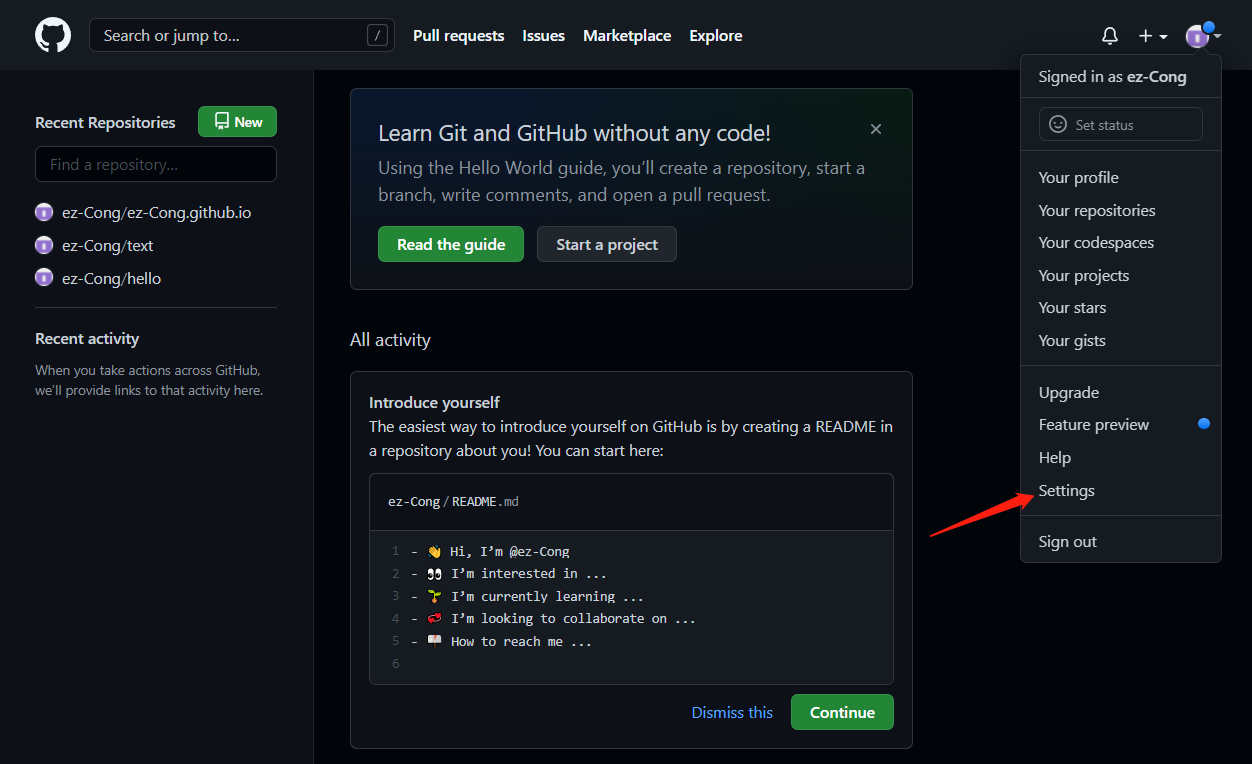 Search or jump to...
/
Pull requests
Issues
Marketplace
Explore
Signed in as ez-Cong
Set status
Your profile
Your repositories
Your codespaces
Your projects
Your stars
Your gists
Upgrade
Feature preview
Help
Settings
Sign out
Recent Repositories
New
Find a repository...
ez-Cong/ez-Cong.github.io
ez-Cong/text
ez-Cong/hello
Recent activity
When you take actions across GitHub,
we’ll provide links to that activity here.
Learn Git and GitHub without any code!
Using the Hello World guide, you’ll create a repository, start a
branch, write comments, and open a pull request.
Read the guide
Start a project
All activity
Introduce yourself
The easiest way to introduce yourself on GitHub is by creating a README in
a repository about you! You can start here:
ez-Cong/README.md
1 - 👋 Hi, I’m @ez-Cong
2 - 👀 I’m interested in ...
3 - 🌱 I’m currently learning ...
4 - 💞️ I’m looking to collaborate on ...
5 - 📫 How to reach me ...
6
Dismiss this
Continue